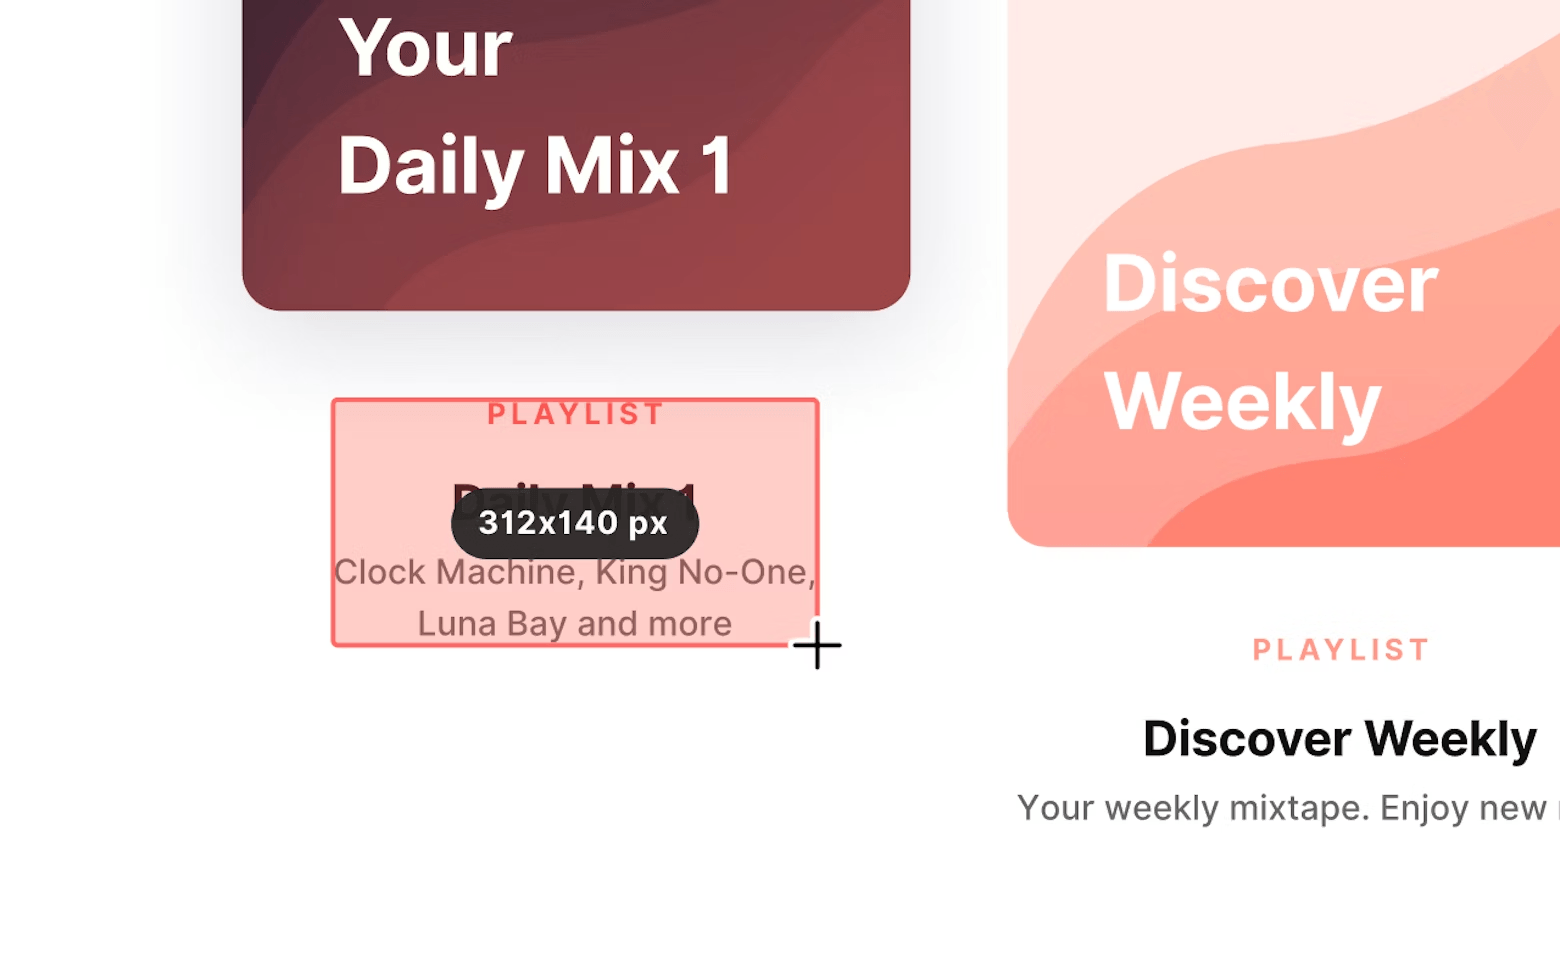 Your
Daily Mix 1
PLAYLIST
Daily Mix 1
312x140 px
Clock Machine, King No-One,
Luna Bay and more
Discover
Weekly
PLAYLIST
Discover Weekly
Your weekly mixtape. Enjoy new